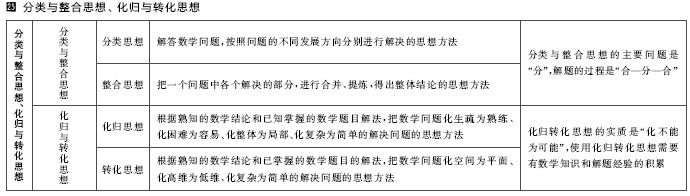 25 分类与整合思想、化归与转化思想
分类与整合思想、化归与转化思想
分类与整合思想
分类思想
解答数学问题,按照问题的不同发展方向分别进行解决的思想方法
整合思想
把一个问题中各个解决的部分,进行合并、提炼,得出整体结论的思想方法
分类与整合思想的主要问题是
“分”,解题的过程是“合—分—合”
化归与转化思想
化归思想
根据熟知的数学结论和已知掌握的数学题目解法,把数学问题化生疏为熟练、
化困难为容易、化整体为局部、化复杂为简单的解决问题的思想方法
转化思想
根据熟知的数学结论和已掌握的数学题目的解法,把数学问题化空间为平面、
化高维为低维、化复杂为简单的解决问题的思想方法
化归转化思想的实质是“化不能
为可能”,使用化归转化思想需要
有数学知识和解题经验的积累